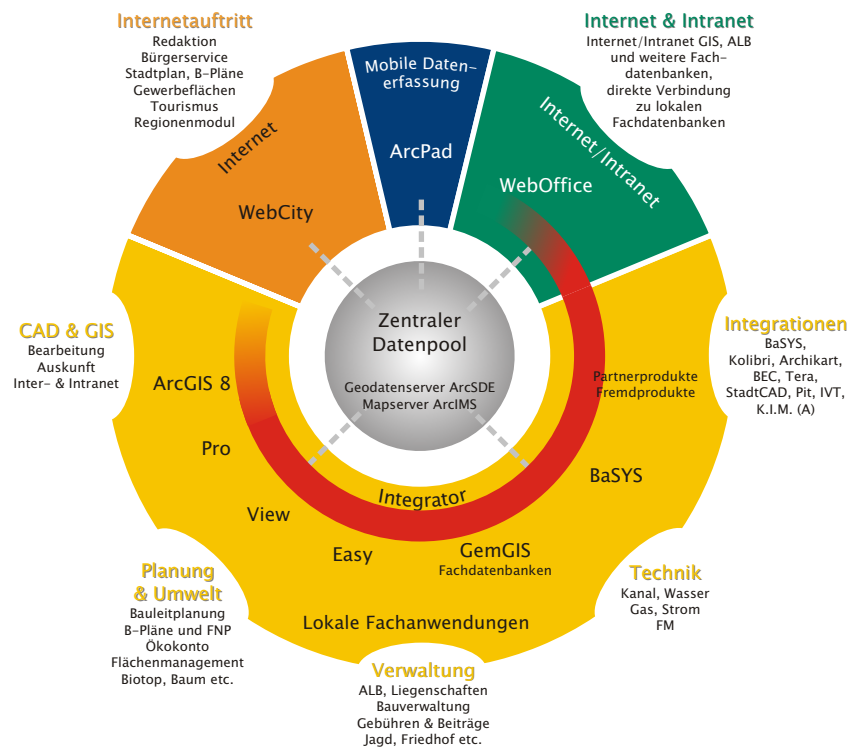 Internetauftritt
Redaktion
Bürgerservice
Stadtplan, B-Pläne
Gewerbeflächen
Tourismus
Regionenmodul
Internet & Intranet
Internet/Intranet GIS, ALB
und weitere Fach-
datenbanken,
direkte Verbindung
zu lokalen
Fachdatenbanken
Mobile Daten-
erfassung
ArcPad
Internet
WebCity
Internet/Intranet
WebOffice
Zentraler
Datenpool
Geodatenserver ArcSDE
Mapserver ArcIMS
CAD & GIS
Bearbeitung
Auskunft
Inter- & Intranet
Integrationen
BaSYS,
Kolibri, Archikart,
BEC, Tera,
StadtCAD, Pit, IVT,
K.I.M. (A)
ArcGIS 8
Pro
View
Easy
Integrator
GemGIS
Fachdatenbanken
BaSYS
Partnerprodukte
Fremdprodukte
Lokale Fachanwendungen
Planung
& Umwelt
Bauleitplanung
B-Pläne und FNP
Ökokonto
Flächenmanagement
Biotop, Baum etc.
Verwaltung
ALB, Liegenschaften
Bauverwaltung
Gebühren & Beiträge
Jagd, Friedhof etc.
Technik
Kanal, Wasser
Gas, Strom
FM